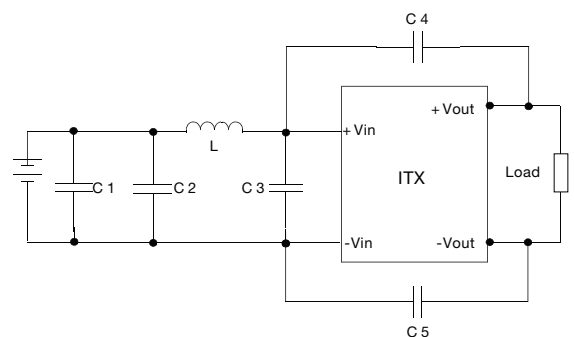 C 4
+Vout
+Vin
L
ITX
Load
C 1
C 2
C 3
-Vin
-Vout
C 5